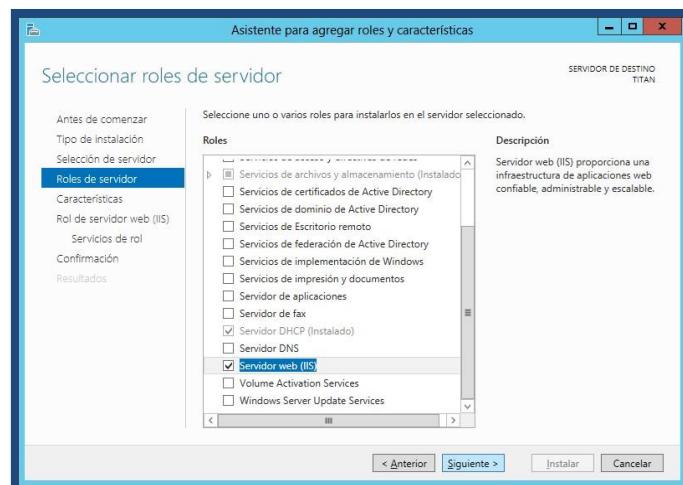 Asistente para agregar roles y características
Seleccionar roles de servidor
SERVIDOR DE DESTINO
TITAN
Antes de comenzar
Tipo de instalación
Selección de servidor
Roles de servidor
Características
Rol de servidor web (IIS)
Servicios de rol
Confirmación
Resultados
Seleccione uno o varios roles para instalarlos en el servidor seleccionado.
Roles
Servicios de archivos y almacenamiento (Instalado
Servicios de certificados de Active Directory
Servicios de dominio de Active Directory
Servicios de Escritorio remoto
Servicios de federación de Active Directory
Servicios de implementación de Windows
Servicios de impresión y documentos
Servidor de aplicaciones
Servidor de fax
Servidor DHCP (Instalado)
Servidor DNS
Servidor web (IIS)
Volume Activation Services
Windows Server Update Services
Descripción
Servidor web (IIS) proporciona una
infraestructura de aplicaciones web
confiable, administrable y escalable.
< Anterior
Siguiente >
Instalar
Cancelar